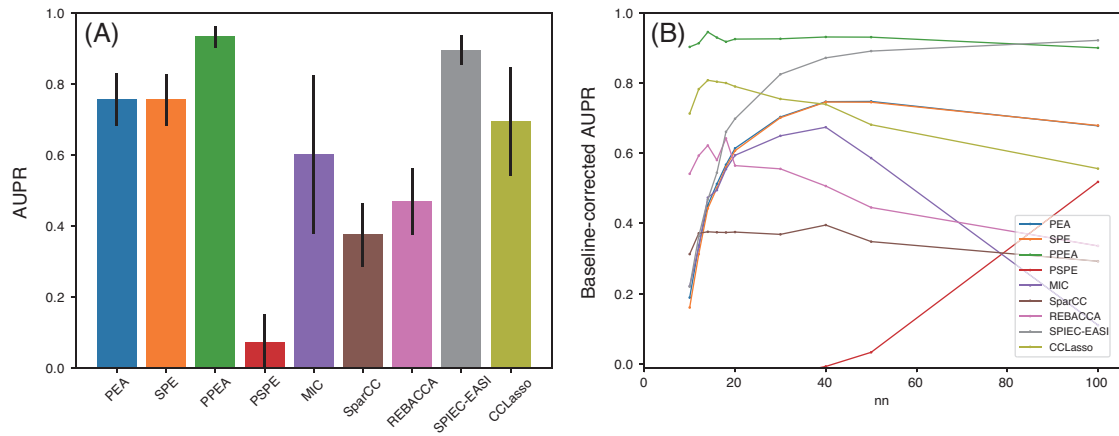 (A)
AUPR
1.0
0.8
0.6
0.4
0.2
0.0
PEA
SPE
PPEA
PSPE
MIC
SparCC
REBACCA
SPIEC-EASI
CCLasso
(B)
Baseline-corrected AUPR
1.0
0.8
0.6
0.4
0.2
0.0
0
20
40
60
80
100
nn
PEA
SPE
PPEA
PSPE
MIC
SparCC
REBACCA
SPIEC-EASI
CCLasso